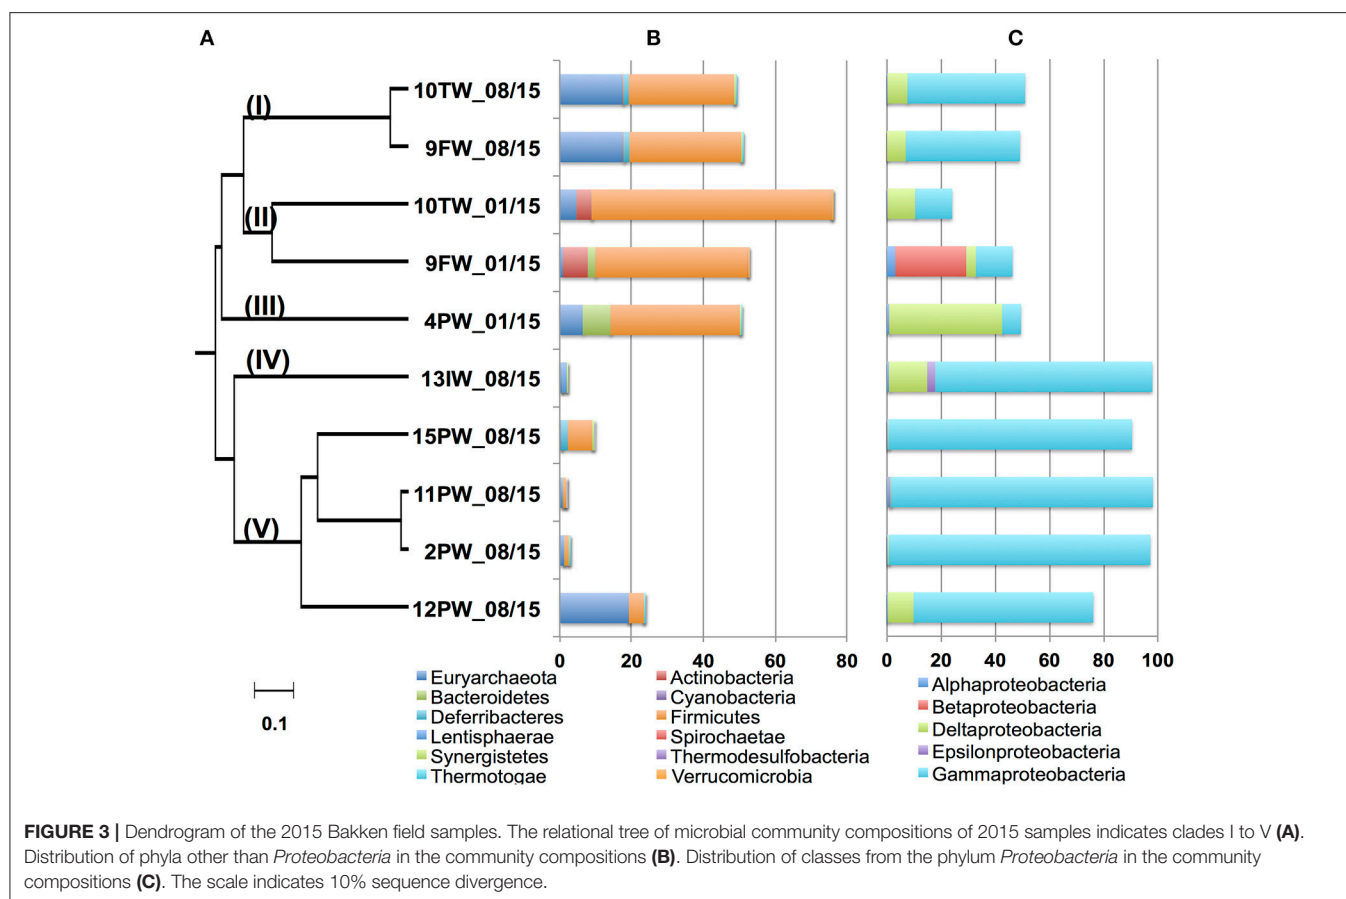 A B C
(I) 10TW_08/15
9FW_08/15
10TW_01/15
(II)
9FW_01/15
(III) 4PW_01/15
(IV) 13IW_08/15
15PW_08/15
11PW_08/15
(V) 2PW_08/15
12PW_08/15
0 20 40 60 80 0 20 40 60 80 100
Euryarchaeota Actinobacteria Alphaproteobacteria
Bacteroidetes Cyanobacteria Betaproteobacteria
Deferribacteres Firmicutes Deltaproteobacteria
Lentisphaerae Spirochaetae Epsilonproteobacteria
Synergistetes Thermodesulfobacteria Gammaproteobacteria
Thermotogae Verrucomicrobia
0.1
FIGURE 3 | Dendrogram of the 2015 Bakken field samples. The relational tree of microbial community compositions of 2015 samples indicates clades I to V (A).
Distribution of phyla other than Proteobacteria in the community compositions (B). Distribution of classes from the phylum Proteobacteria in the community
compositions (C). The scale indicates 10% sequence divergence.